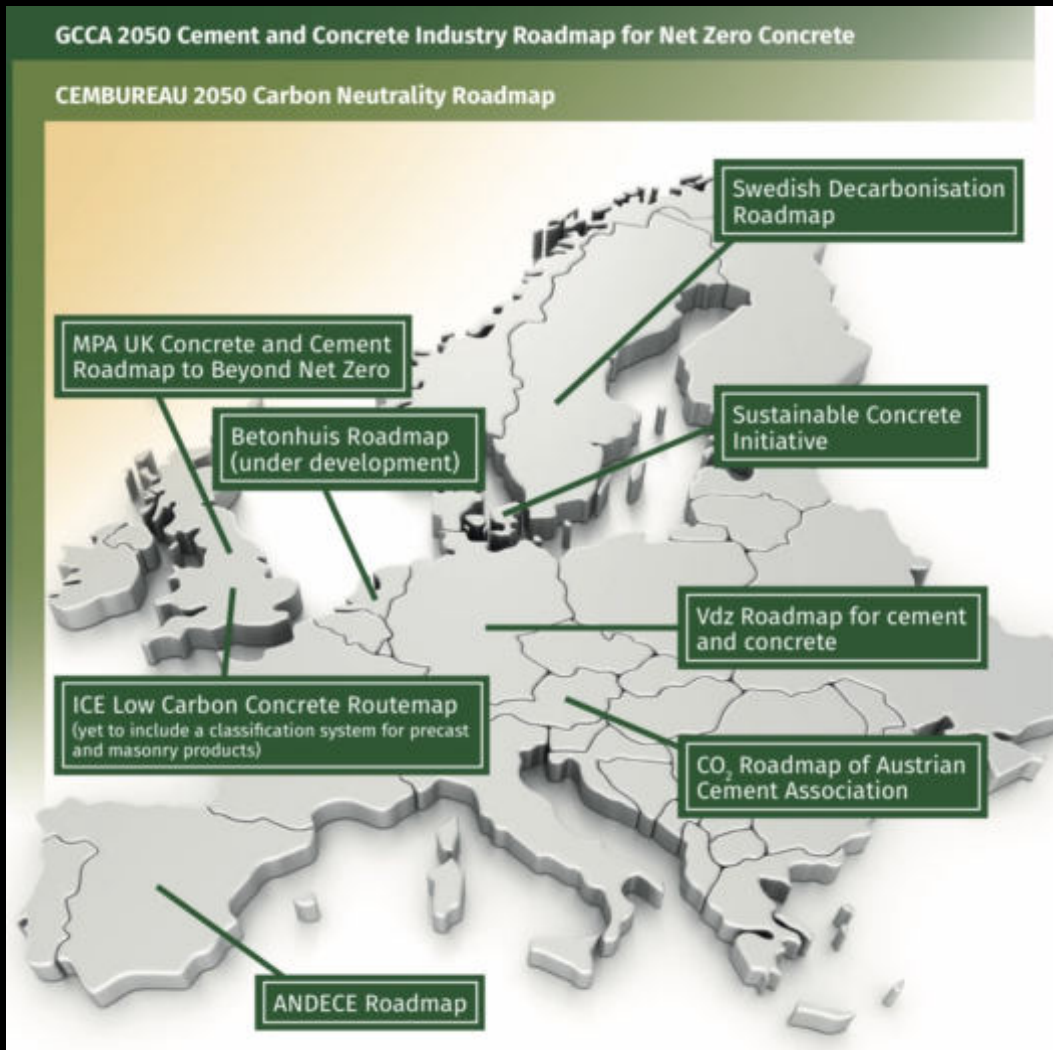 GCCA 2050 Cement and Concrete Industry Roadmap for Net Zero Concrete
CEMBUREAU 2050 Carbon Neutrality Roadmap
Swedish Decarbonisation
Roadmap
MPA UK Concrete and Cement
Roadmap to Beyond Net Zero
Betonhuis Roadmap
(under development)
Sustainable Concrete
Initiative
Vdz Roadmap for cement
and concrete
ICE Low Carbon Concrete Routemap
(yet to include a classification system for precast
and masonry products)
CO₂ Roadmap of Austrian
Cement Association
ANDECE Roadmap